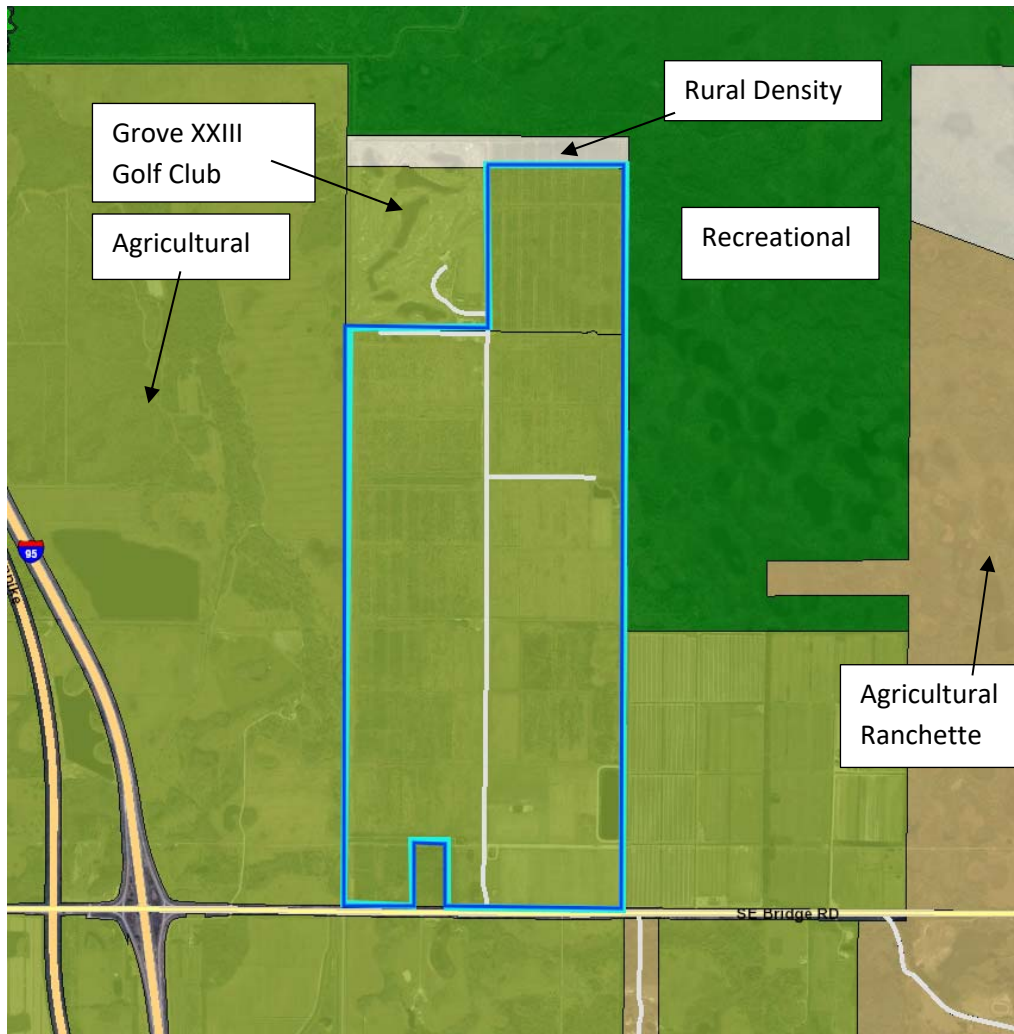 Rural Density
Grove XXIII
Golf Club
Agricultural
Recreational
95
Agricultural
Ranchette
SE Bridge RD